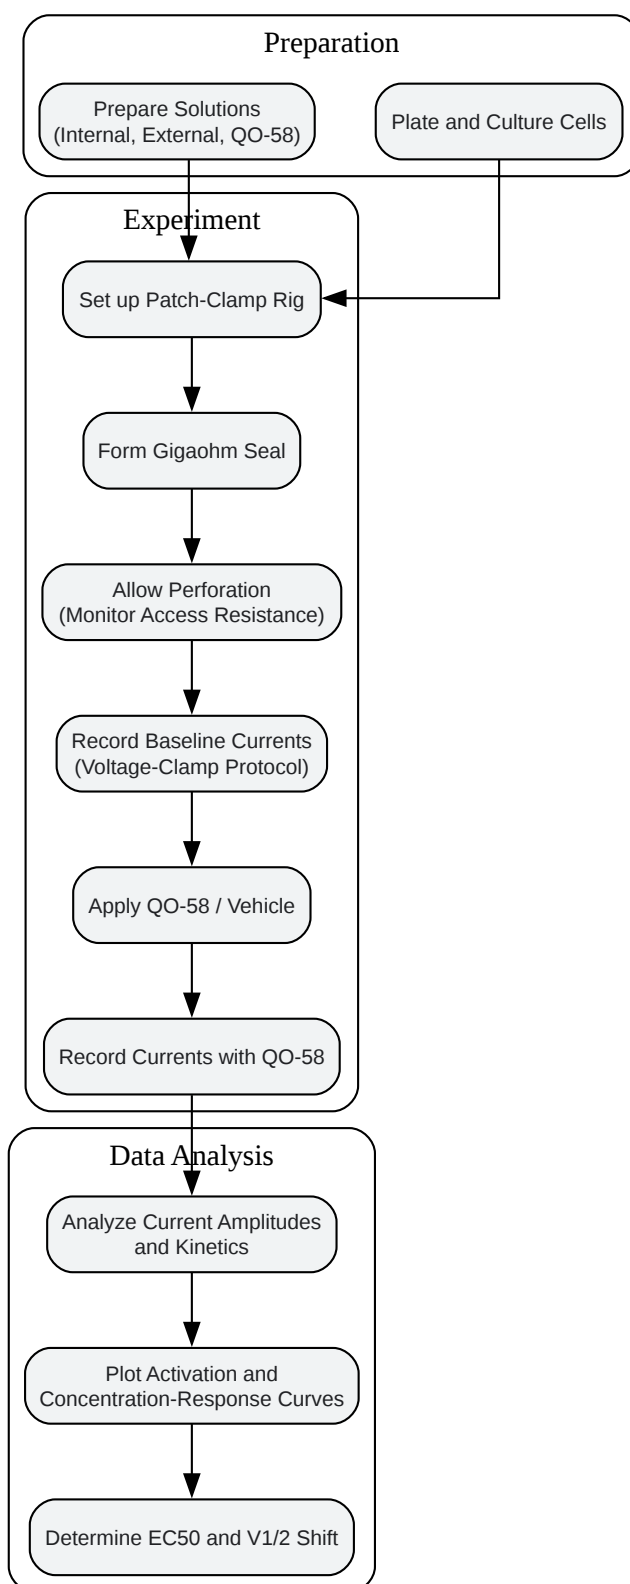 Preparation
Prepare Solutions
(Internal, External, QO-58)
Plate and Culture Cells
Experiment
Set up Patch-Clamp Rig
Form Gigaohm Seal
Allow Perforation
(Monitor Access Resistance)
Record Baseline Currents
(Voltage-Clamp Protocol)
Apply QO-58 / Vehicle
Record Currents with QO-58
Data Analysis
Analyze Current Amplitudes
and Kinetics
Plot Activation and
Concentration-Response Curves
Determine EC50 and V1/2 Shift